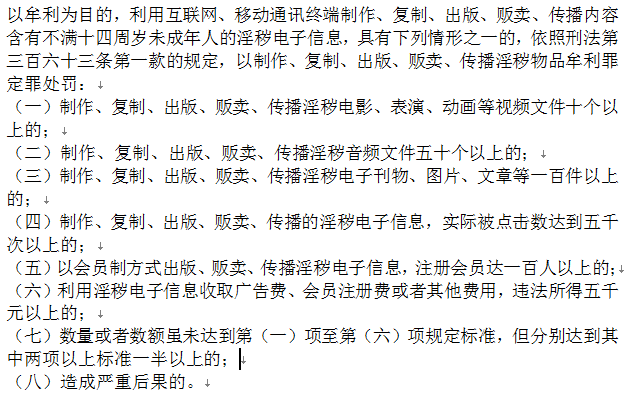 以牟利为目的，利用互联网、移动通讯终端制作、复制、出版、贩卖、传播内容
含有不满十四周岁未成年人的淫秽电子信息，具有下列情形之一的，依照刑法第
三百六十三条第一款的规定，以制作、复制、出版、贩卖、传播淫秽物品牟利罪
定罪处罚：
（一）制作、复制、出版、贩卖、传播淫秽电影、表演、动画等视频文件十个以
上的；
（二）制作、复制、出版、贩卖、传播淫秽音频文件五十个以上的；
（三）制作、复制、出版、贩卖、传播淫秽电子刊物、图片、文章等一百件以上
的；
（四）制作、复制、出版、贩卖、传播的淫秽电子信息，实际被点击数达到五千
次以上的；
（五）以会员制方式出版、贩卖、传播淫秽电子信息，注册会员达一百人以上的；
（六）利用淫秽电子信息收取广告费、会员注册费或者其他费用，违法所得五千
元以上的；
（七）数量或者数额虽未达到第（一）项至第（六）项规定标准，但分别达到其
中两项以上标准一半以上的；
（八）造成严重后果的。